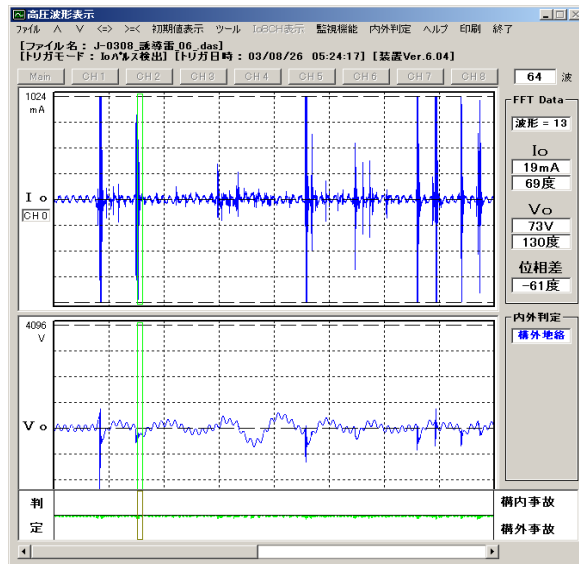 高圧波形表示
ﾌｧｲﾙ ∧ ∨ <=> >=< 初期値表示 ツール Io8CH表示 監視機能 内外判定 ヘルプ 印刷 終了
[ファイル名： J-0308_誘導雷_06_.das]
[トリガモード： Ioﾊﾟﾙｽ検出] [トリガ日時： 03/08/26 05:24:17] [装置Ver.6.04]
Main CH1 CH2 CH3 CH4 CH5 CH6 CH7 CH8 64 波
1024
mA
I o
CH0
FFT Data
波形 = 13
Io
19mA
69度
Vo
73V
130度
位相差
-61度
4096
V
V o
内外判定
構外地絡
判
定
構内事故
構外事故